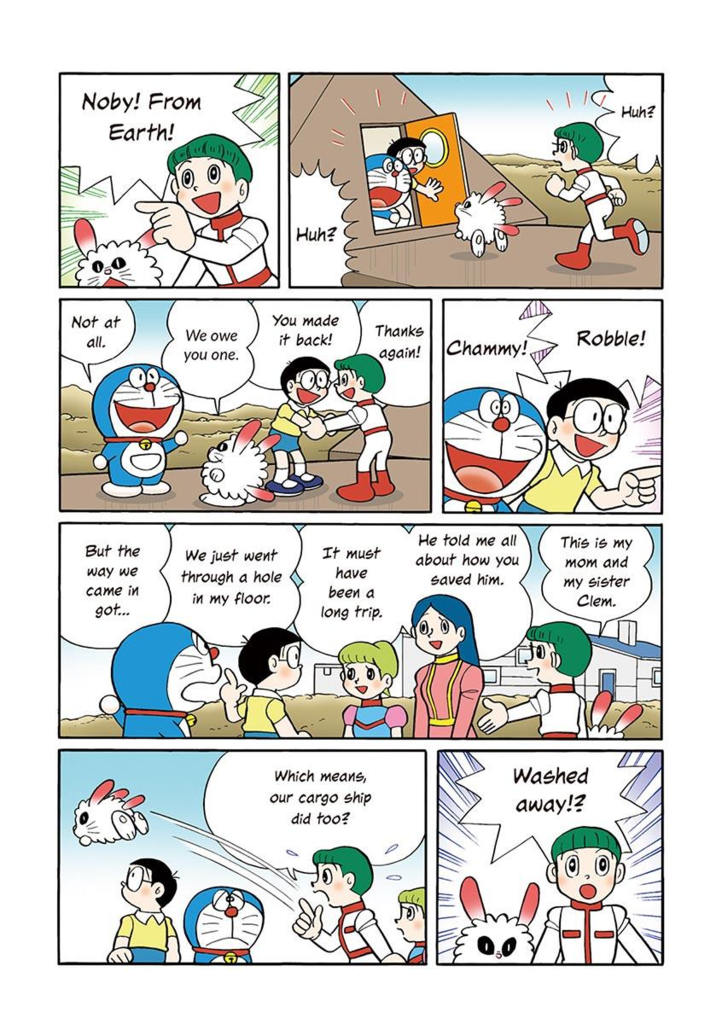 Huh?
Huh?
Noby! From
Earth!
Robble!
Chammy!
Thanks
again!
You made
it back!
We owe
you one.
Not at
all.
This is my
mom and
my sister
Clem.
He told me all
about how you
saved him.
It must
have
been a
long trip.
We just went
through a hole
in my floor.
But the
way we
came in
got...
Washed
away!?
Which means,
our cargo ship
did too?